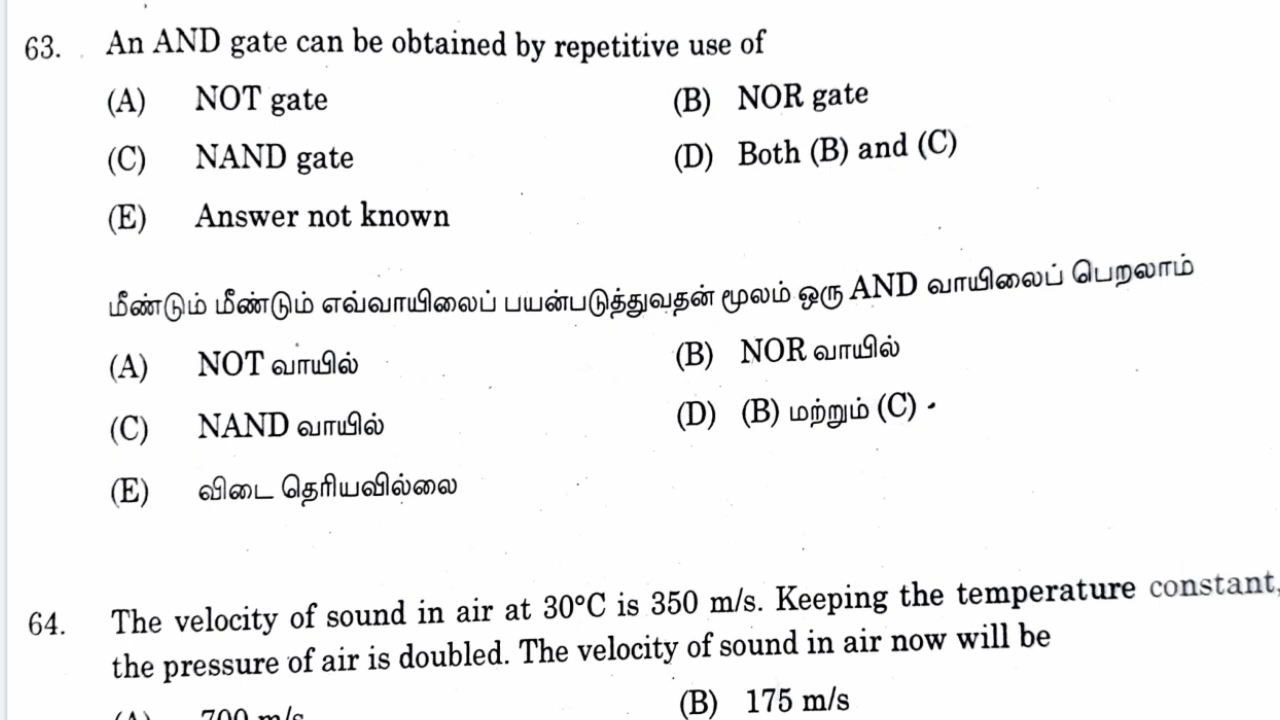 63. An AND gate can be obtained by repetitive use of
(A) NOT gate (B) NOR gate
(C) NAND gate (D) Both (B) and (C)
(E) Answer not known
மீண்டும் மீண்டும் எவ்வாயிலைப் பயன்படுத்துவதன் மூலம் ஒரு AND வாயிலைப் பெறலாம்
(A) NOT வாயில் (B) NOR வாயில்
(C) NAND வாயில் (D) (B) மற்றும் (C)
(E) விடை தெரியவில்லை
64. The velocity of sound in air at 30°C is 350 m/s. Keeping the temperature constant,
the pressure of air is doubled. The velocity of sound in air now will be
(A) 700 m/s (B) 175 m/s